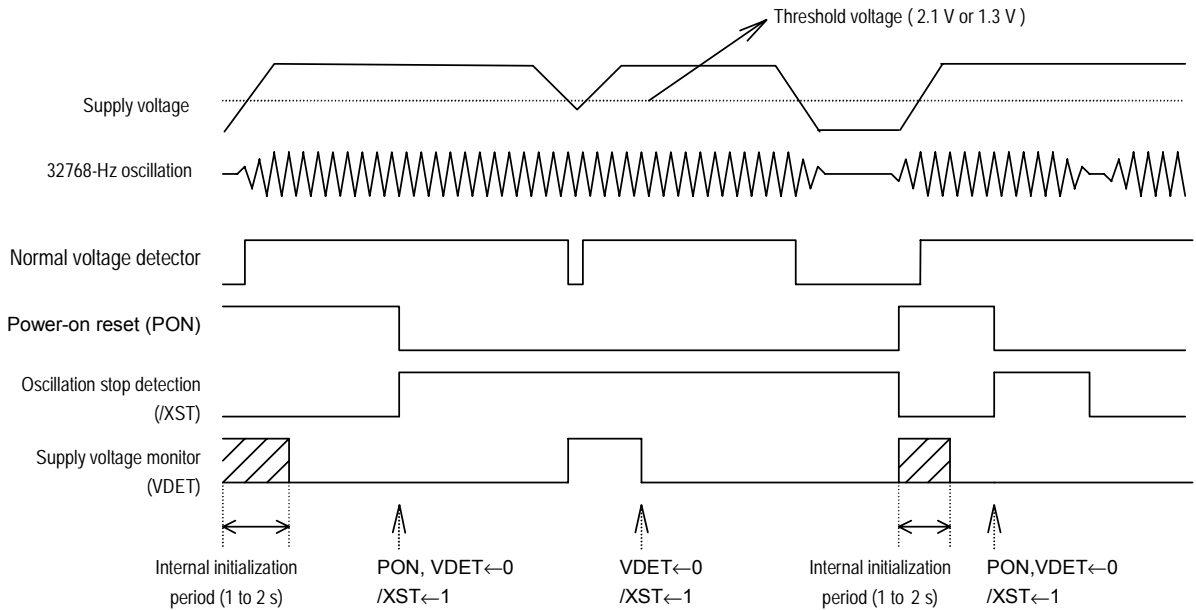 Threshold voltage ( 2.1 V or 1.3 V )
Supply voltage
32768-Hz oscillation
Normal voltage detector
Power-on reset (PON)
Oscillation stop detection
(/XST)
Supply voltage monitor
(VDET)
Internal initialization
period (1 to 2 s)
PON, VDET←0
/XST←1
VDET←0
/XST←1
Internal initialization
period (1 to 2 s)
PON,VDET←0
/XST←1